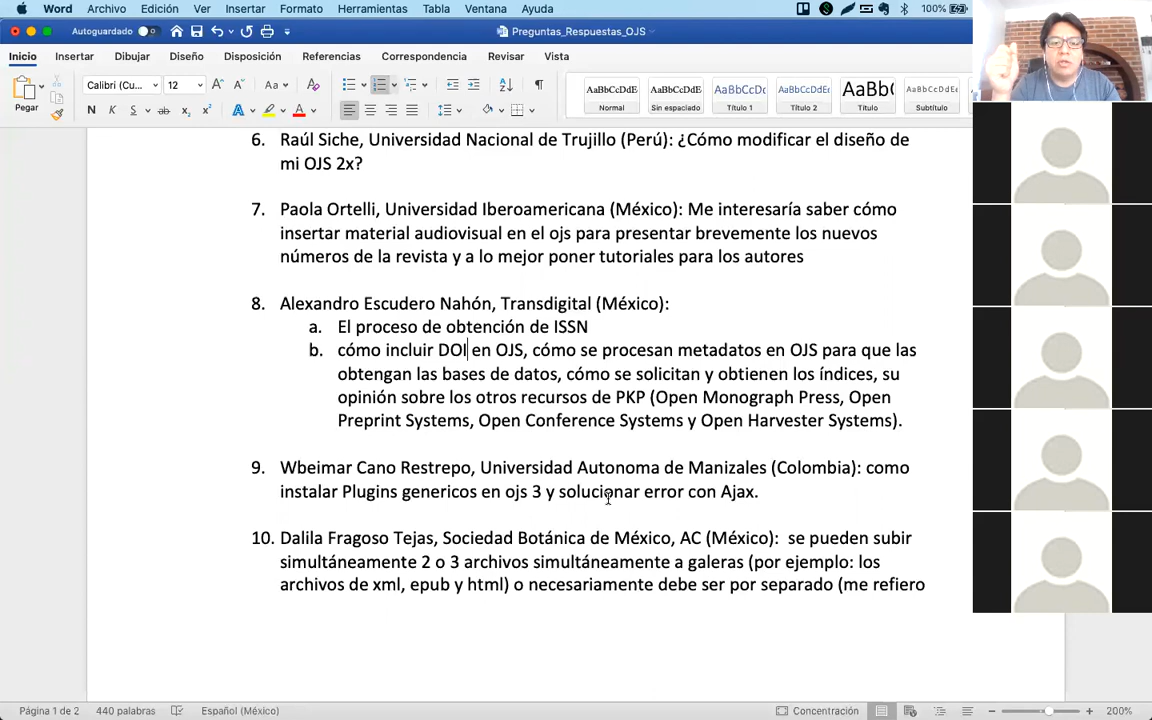 Word Archivo Edición Ver Insertar Formato Herramientas Tabla Ventana Ayuda 100%
Autoguardado Preguntas_Respuestas_OJS
Inicio Insertar Dibujar Diseño Disposición Referencias Correspondencia Revisar Vista
Pegar
Calibri (Cu... 12
N K S
AaBbCcDdE AaBbCcDdE AaBbCcDc AaBbCcDdE AaBbC AaBbCcDdE
Normal Sin espaciado Título 1 Título 2 Título Subtítulo
6. Raúl Siche, Universidad Nacional de Trujillo (Perú): ¿Cómo modificar el diseño de
mi OJS 2x?
7. Paola Ortelli, Universidad Iberoamericana (México): Me interesaría saber cómo
insertar material audiovisual en el ojs para presentar brevemente los nuevos
números de la revista y a lo mejor poner tutoriales para los autores
8. Alexandro Escudero Nahón, Transdigital (México):
a. El proceso de obtención de ISSN
b. cómo incluir DOI en OJS, cómo se procesan metadatos en OJS para que las
obtengan las bases de datos, cómo se solicitan y obtienen los índices, su
opinión sobre los otros recursos de PKP (Open Monograph Press, Open
Preprint Systems, Open Conference Systems y Open Harvester Systems).
9. Wbeimar Cano Restrepo, Universidad Autonoma de Manizales (Colombia): como
instalar Plugins genericos en ojs 3 y solucionar error con Ajax.
10. Dalila Fragoso Tejas, Sociedad Botánica de México, AC (México): se pueden subir
simultáneamente 2 o 3 archivos simultáneamente a galeras (por ejemplo: los
archivos de xml, epub y html) o necesariamente debe ser por separado (me refiero
Página 1 de 2 440 palabras Español (México) Concentración 200%